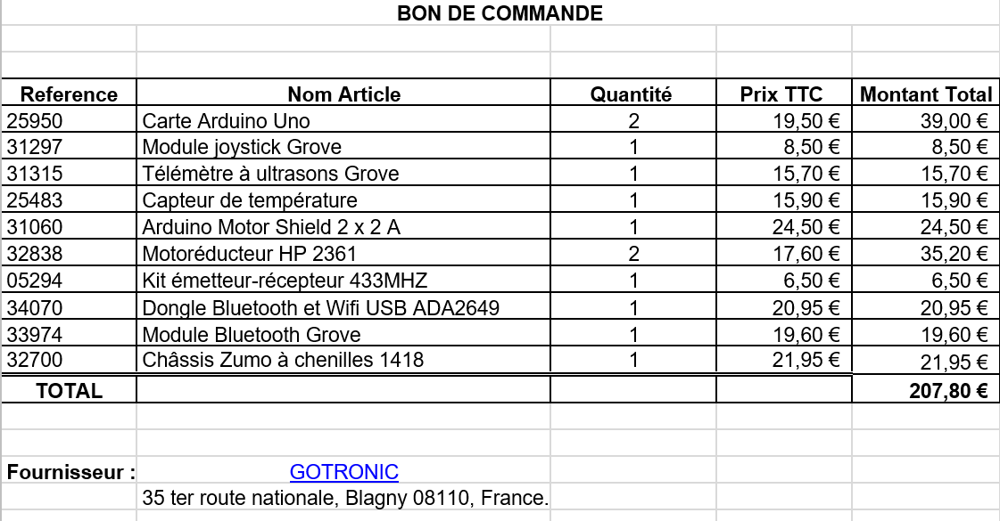 BON DE COMMANDE
Reference Nom Article Quantité Prix TTC Montant Total
25950 Carte Arduino Uno 2 19,50 € 39,00 €
31297 Module joystick Grove 1 8,50 € 8,50 €
31315 Télémètre à ultrasons Grove 1 15,70 € 15,70 €
25483 Capteur de température 1 15,90 € 15,90 €
31060 Arduino Motor Shield 2 x 2 A 1 24,50 € 24,50 €
32838 Motoréducteur HP 2361 2 17,60 € 35,20 €
05294 Kit émetteur-récepteur 433MHZ 1 6,50 € 6,50 €
34070 Dongle Bluetooth et Wifi USB ADA2649 1 20,95 € 20,95 €
33974 Module Bluetooth Grove 1 19,60 € 19,60 €
32700 Châssis Zumo à chenilles 1418 1 21,95 € 21,95 €
TOTAL 207,80 €
Fournisseur : GOTRONIC
35 ter route nationale, Blagny 08110, France.